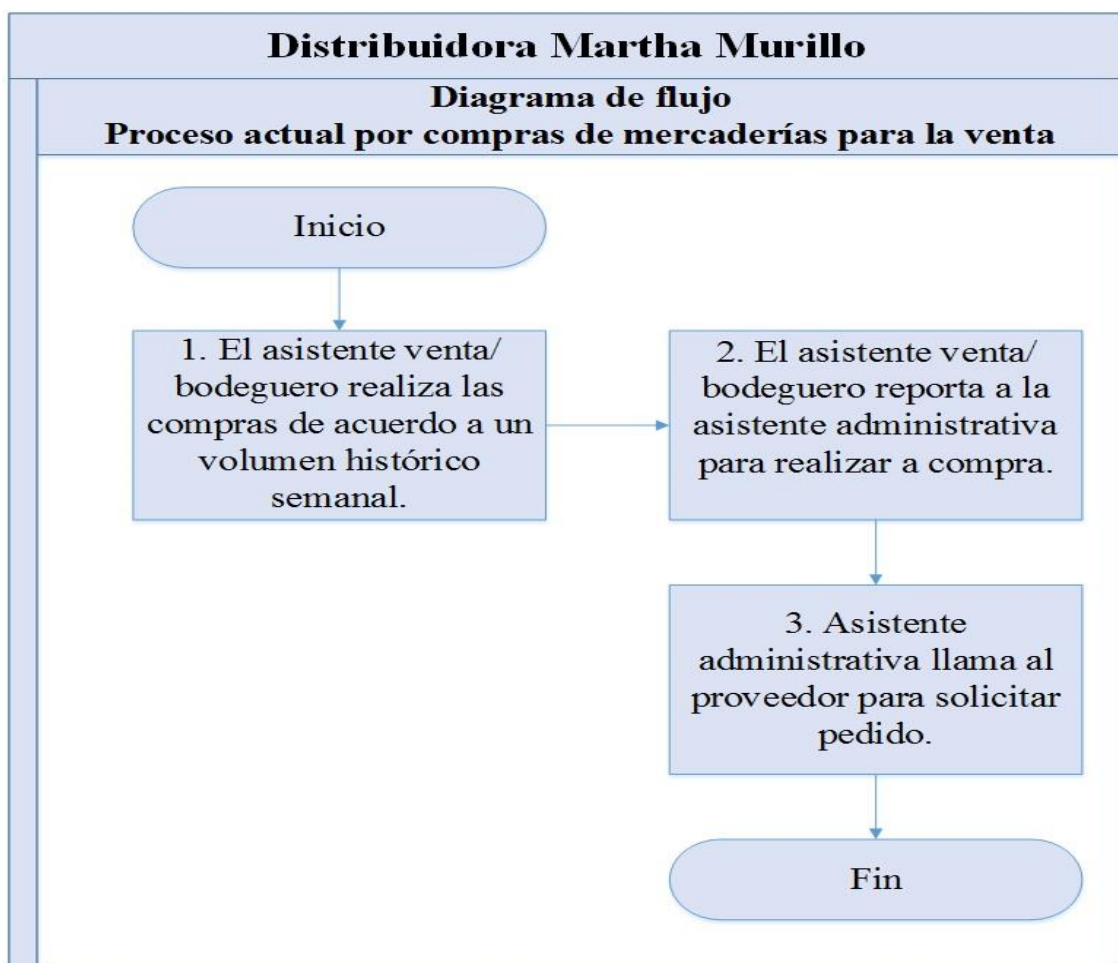 Distribuidora Martha Murillo
Diagrama de flujo
Proceso actual por compras de mercaderías para la venta
Inicio
1. El asistente venta/
bodeguero realiza las
compras de acuerdo a un
volumen histórico
semanal.
2. El asistente venta/
bodeguero reporta a la
asistente administrativa
para realizar a compra.
3. Asistente
administrativa llama al
proveedor para solicitar
pedido.
Fin